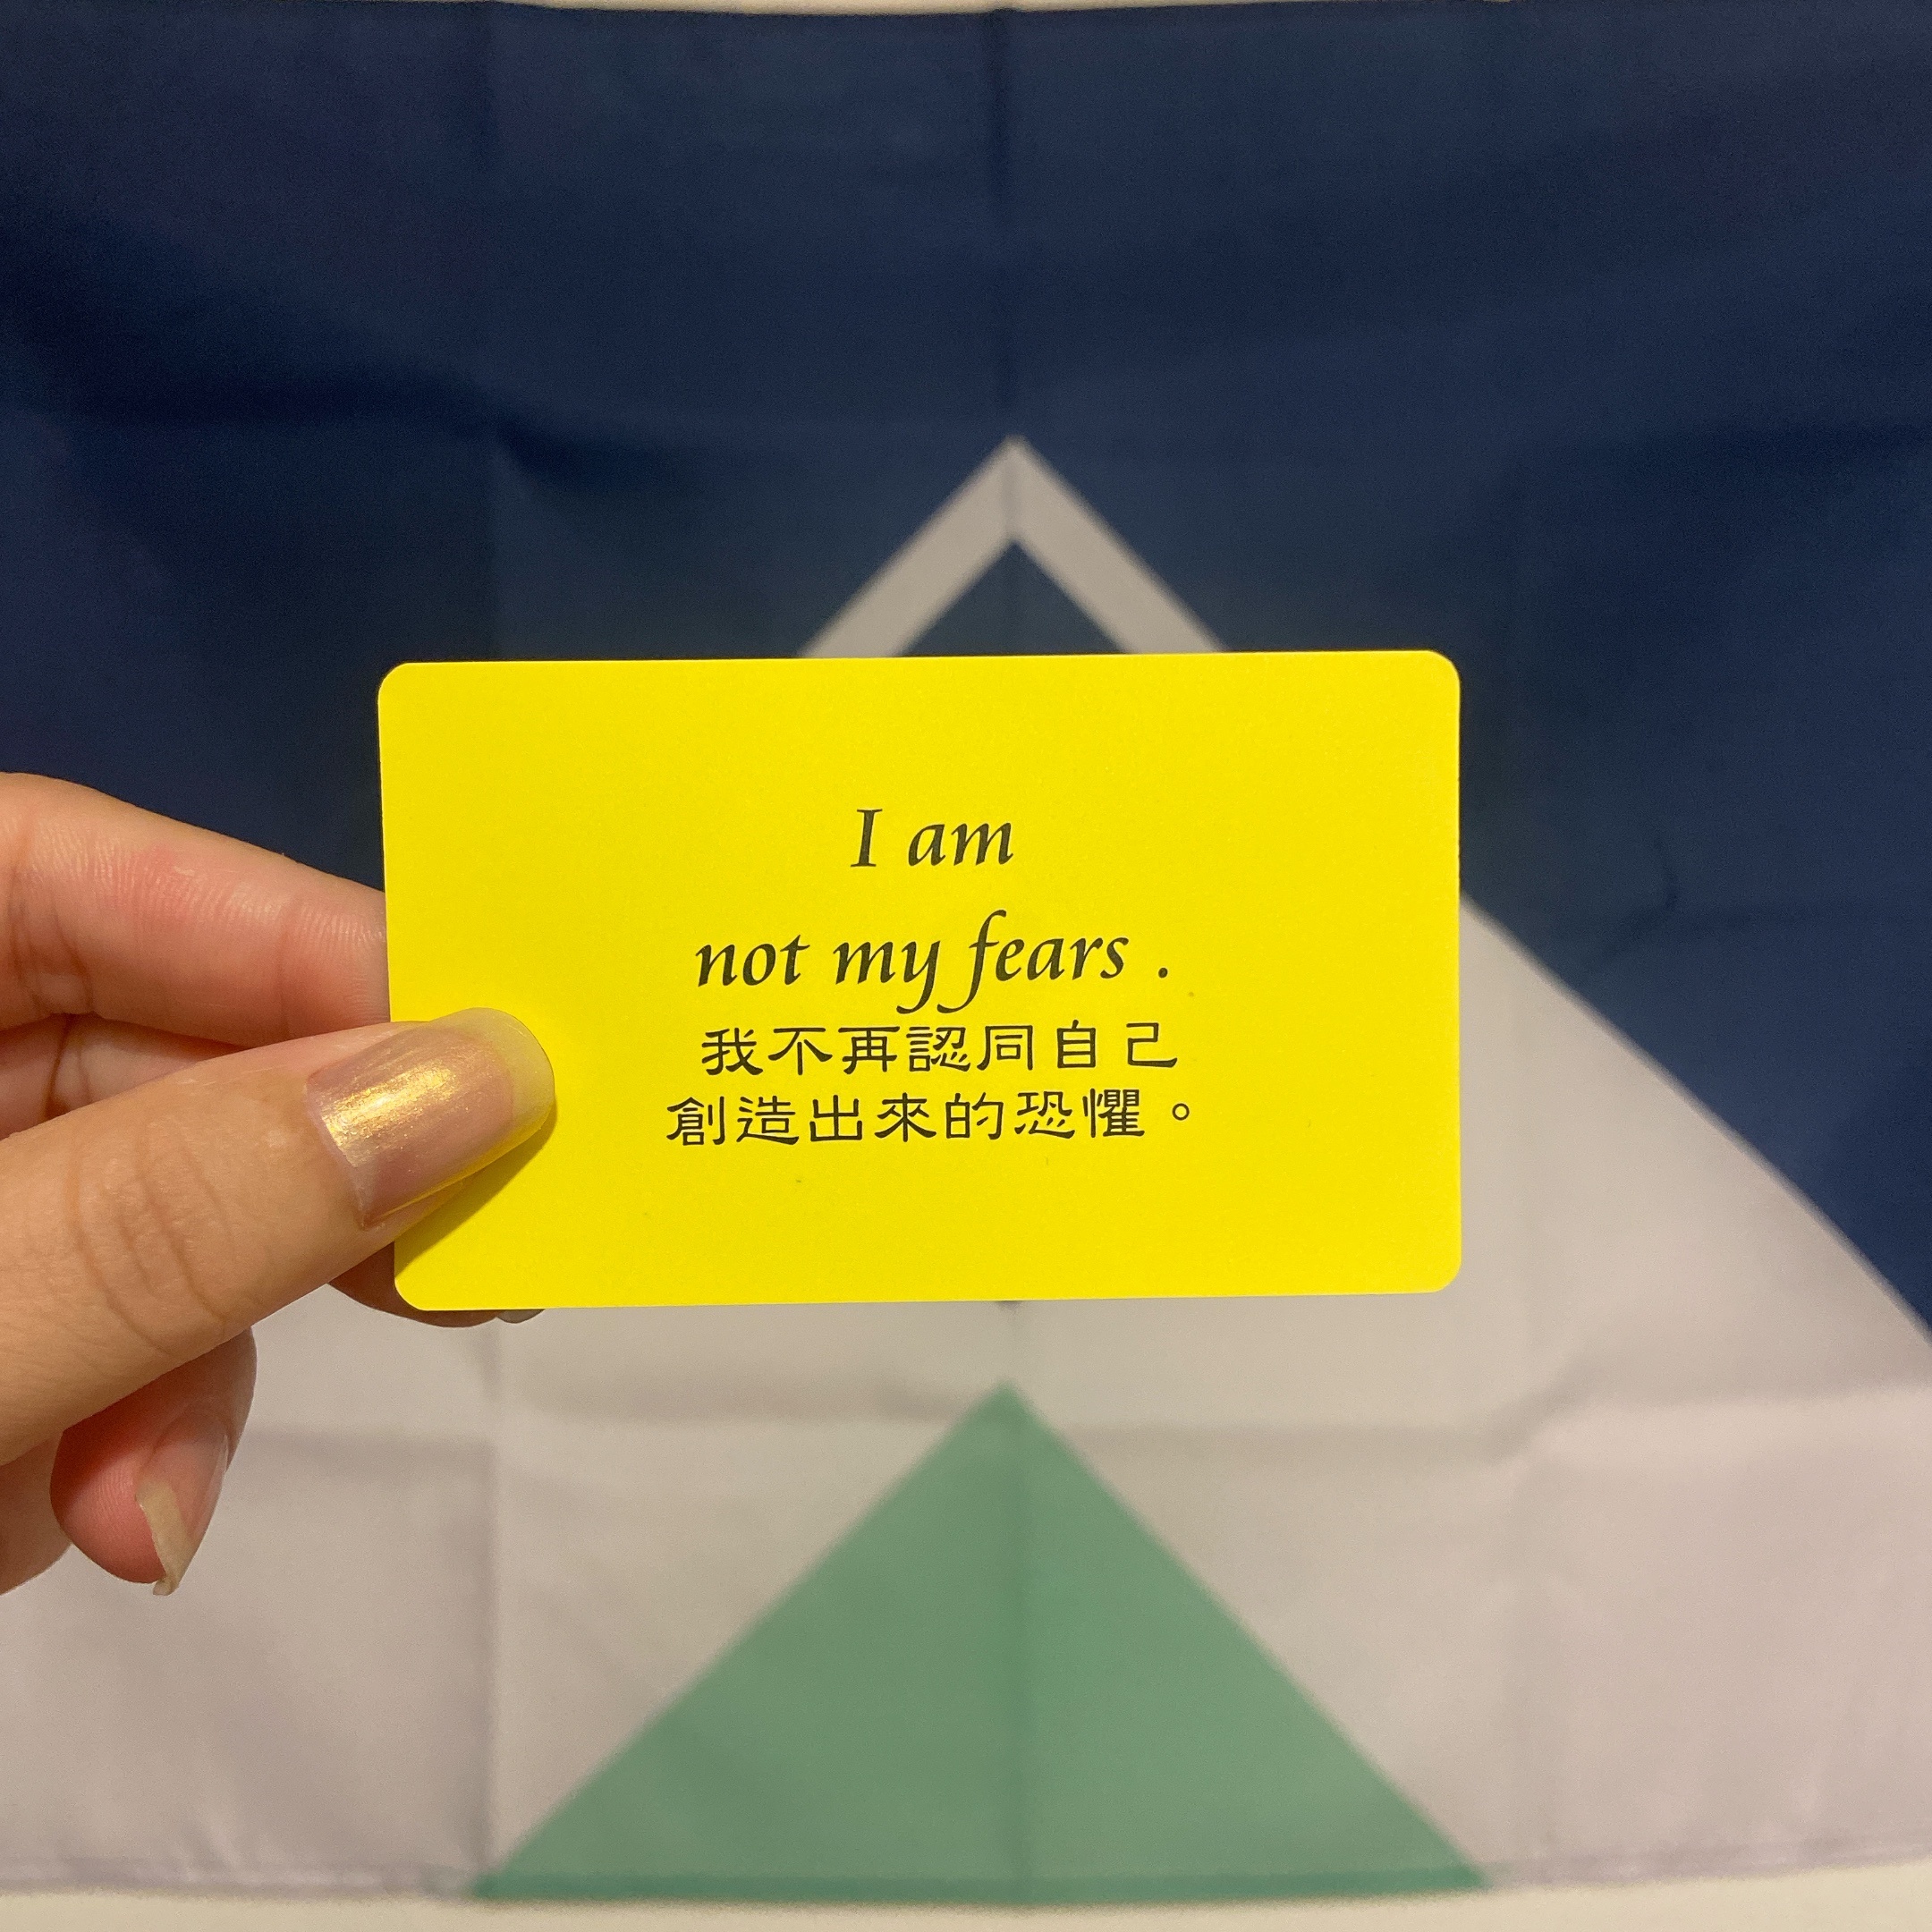 I am
not my fears .
我不再認同自己
創造出來的恐懼。